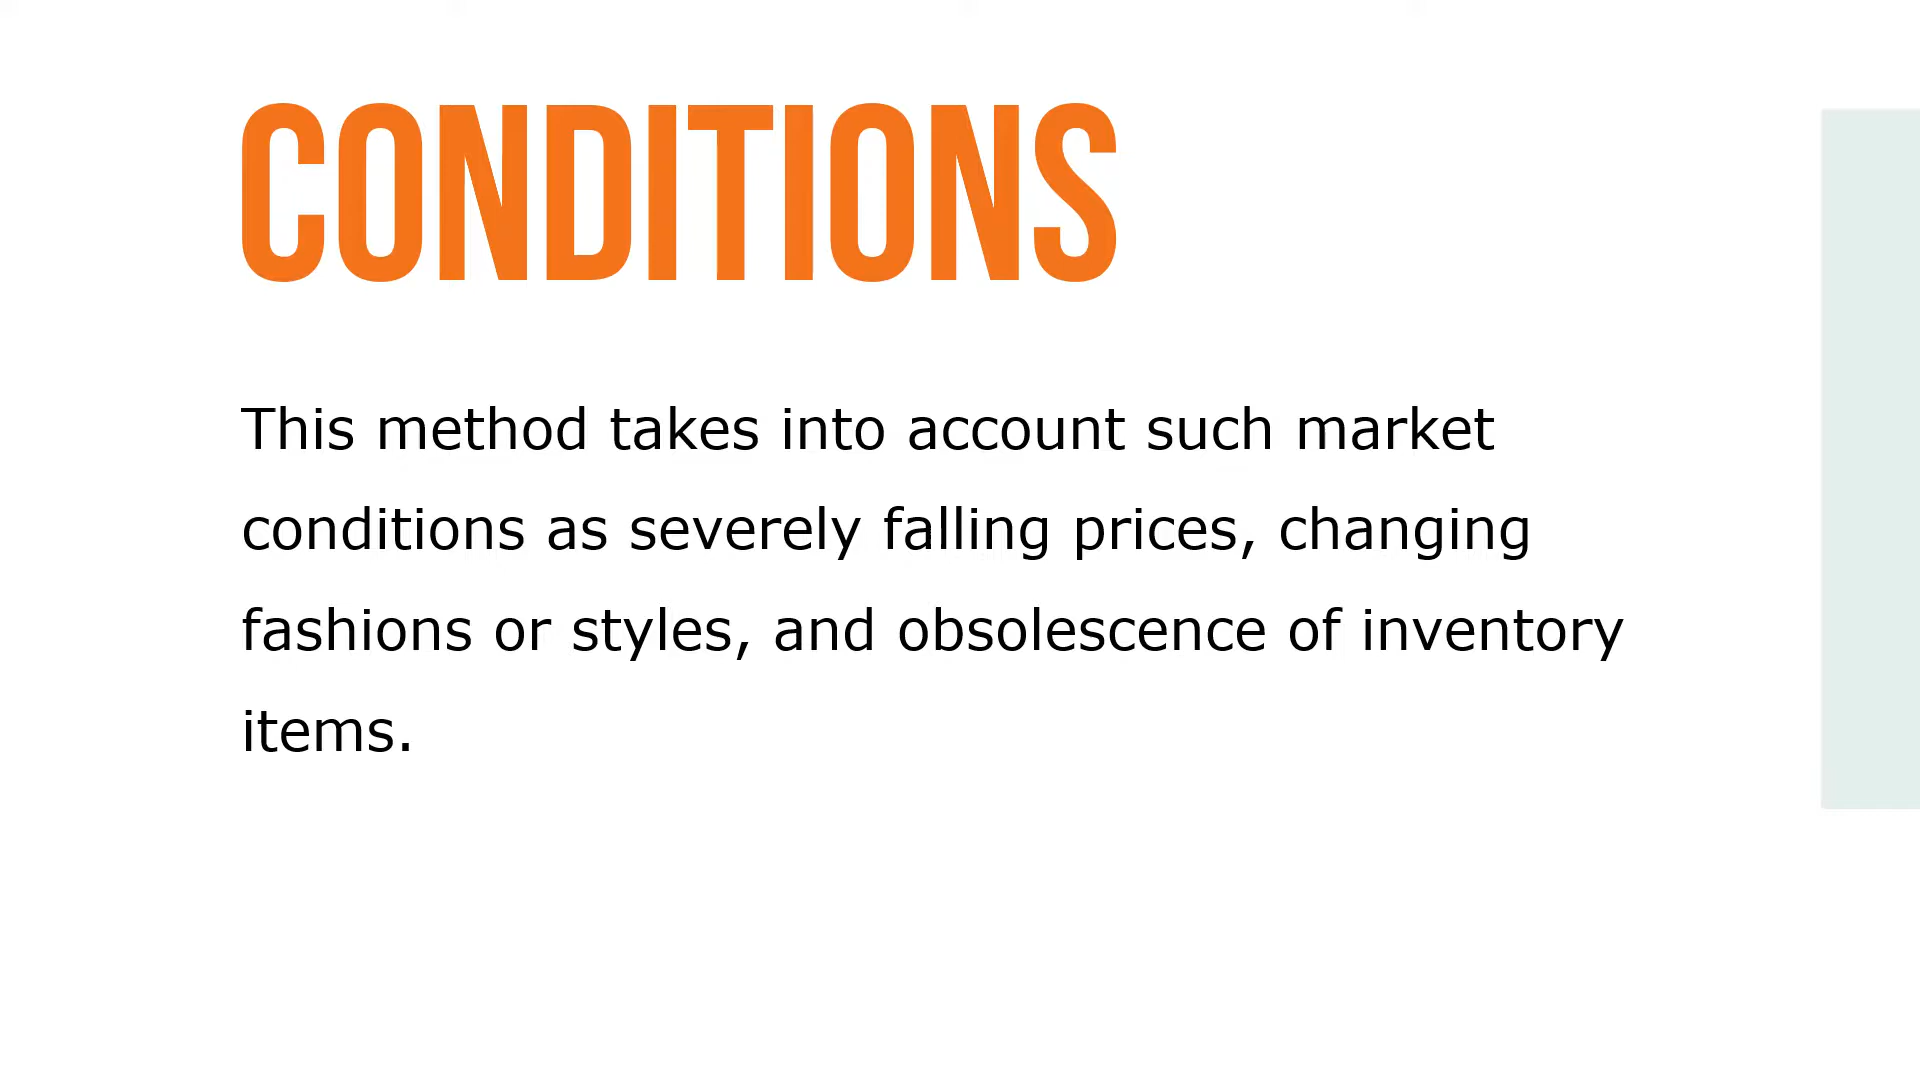 CONDITIONS
This method takes into account such market
conditions as severely falling prices, changing
fashions or styles, and obsolescence of inventory
items.